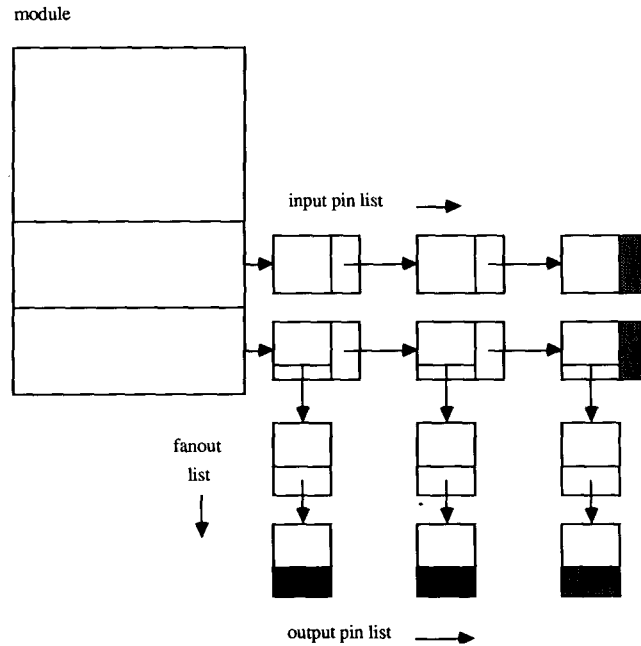 module
input pin list
fanout
list
output pin list